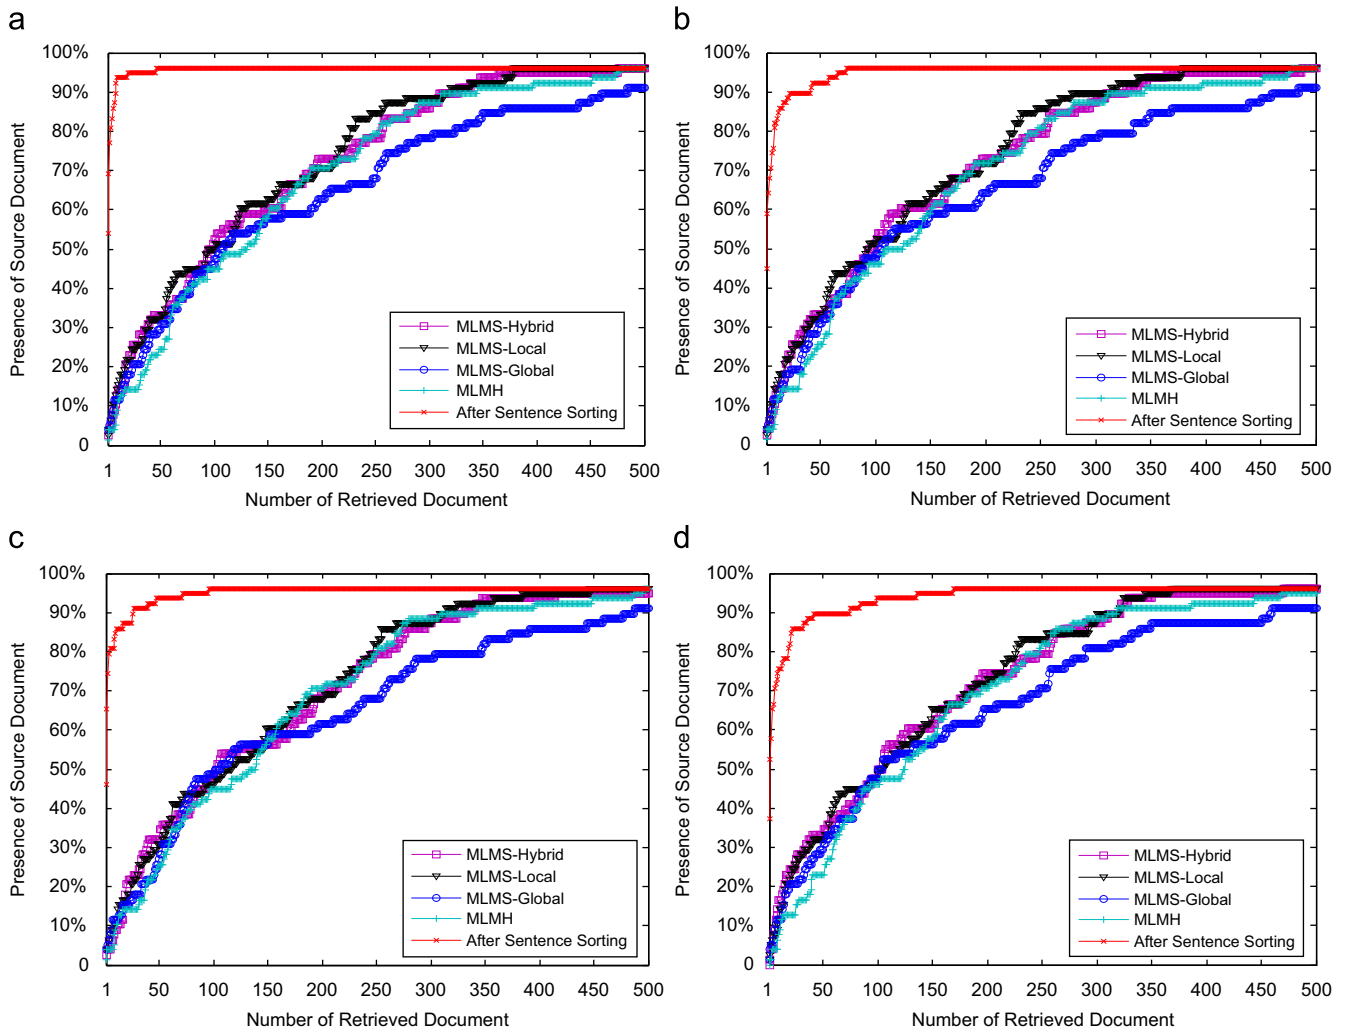 a
100%
90%
80%
70%
60%
50%
40%
30%
20%
10%
0
Presence of Source Document
MLMS-Hybrid
MLMS-Local
MLMS-Global
MLMH
After Sentence Sorting
1 50 100 150 200 250 300 350 400 450 500
Number of Retrieved Document
b
100%
90%
80%
70%
60%
50%
40%
30%
20%
10%
0
Presence of Source Document
MLMS-Hybrid
MLMS-Local
MLMS-Global
MLMH
After Sentence Sorting
1 50 100 150 200 250 300 350 400 450 500
Number of Retrieved Document
c
100%
90%
80%
70%
60%
50%
40%
30%
20%
10%
0
Presence of Source Document
MLMS-Hybrid
MLMS-Local
MLMS-Global
MLMH
After Sentence Sorting
1 50 100 150 200 250 300 350 400 450 500
Number of Retrieved Document
d
100%
90%
80%
70%
60%
50%
40%
30%
20%
10%
0
Presence of Source Document
MLMS-Hybrid
MLMS-Local
MLMS-Global
MLMH
After Sentence Sorting
1 50 100 150 200 250 300 350 400 450 500
Number of Retrieved Document